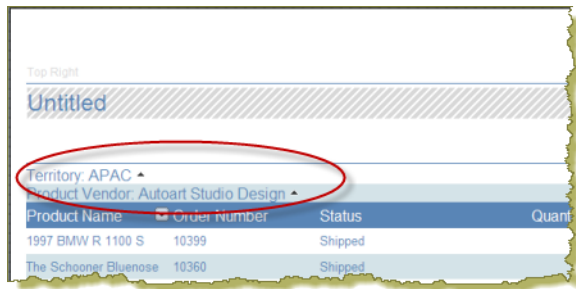 Top Right
Untitled
Territory: APAC
Product Vendor: Autoart Studio Design
Product Name Order Number Status Quant
1997 BMW R 1100 S 10399 Shipped
The Schooner Bluenose 10360 Shipped